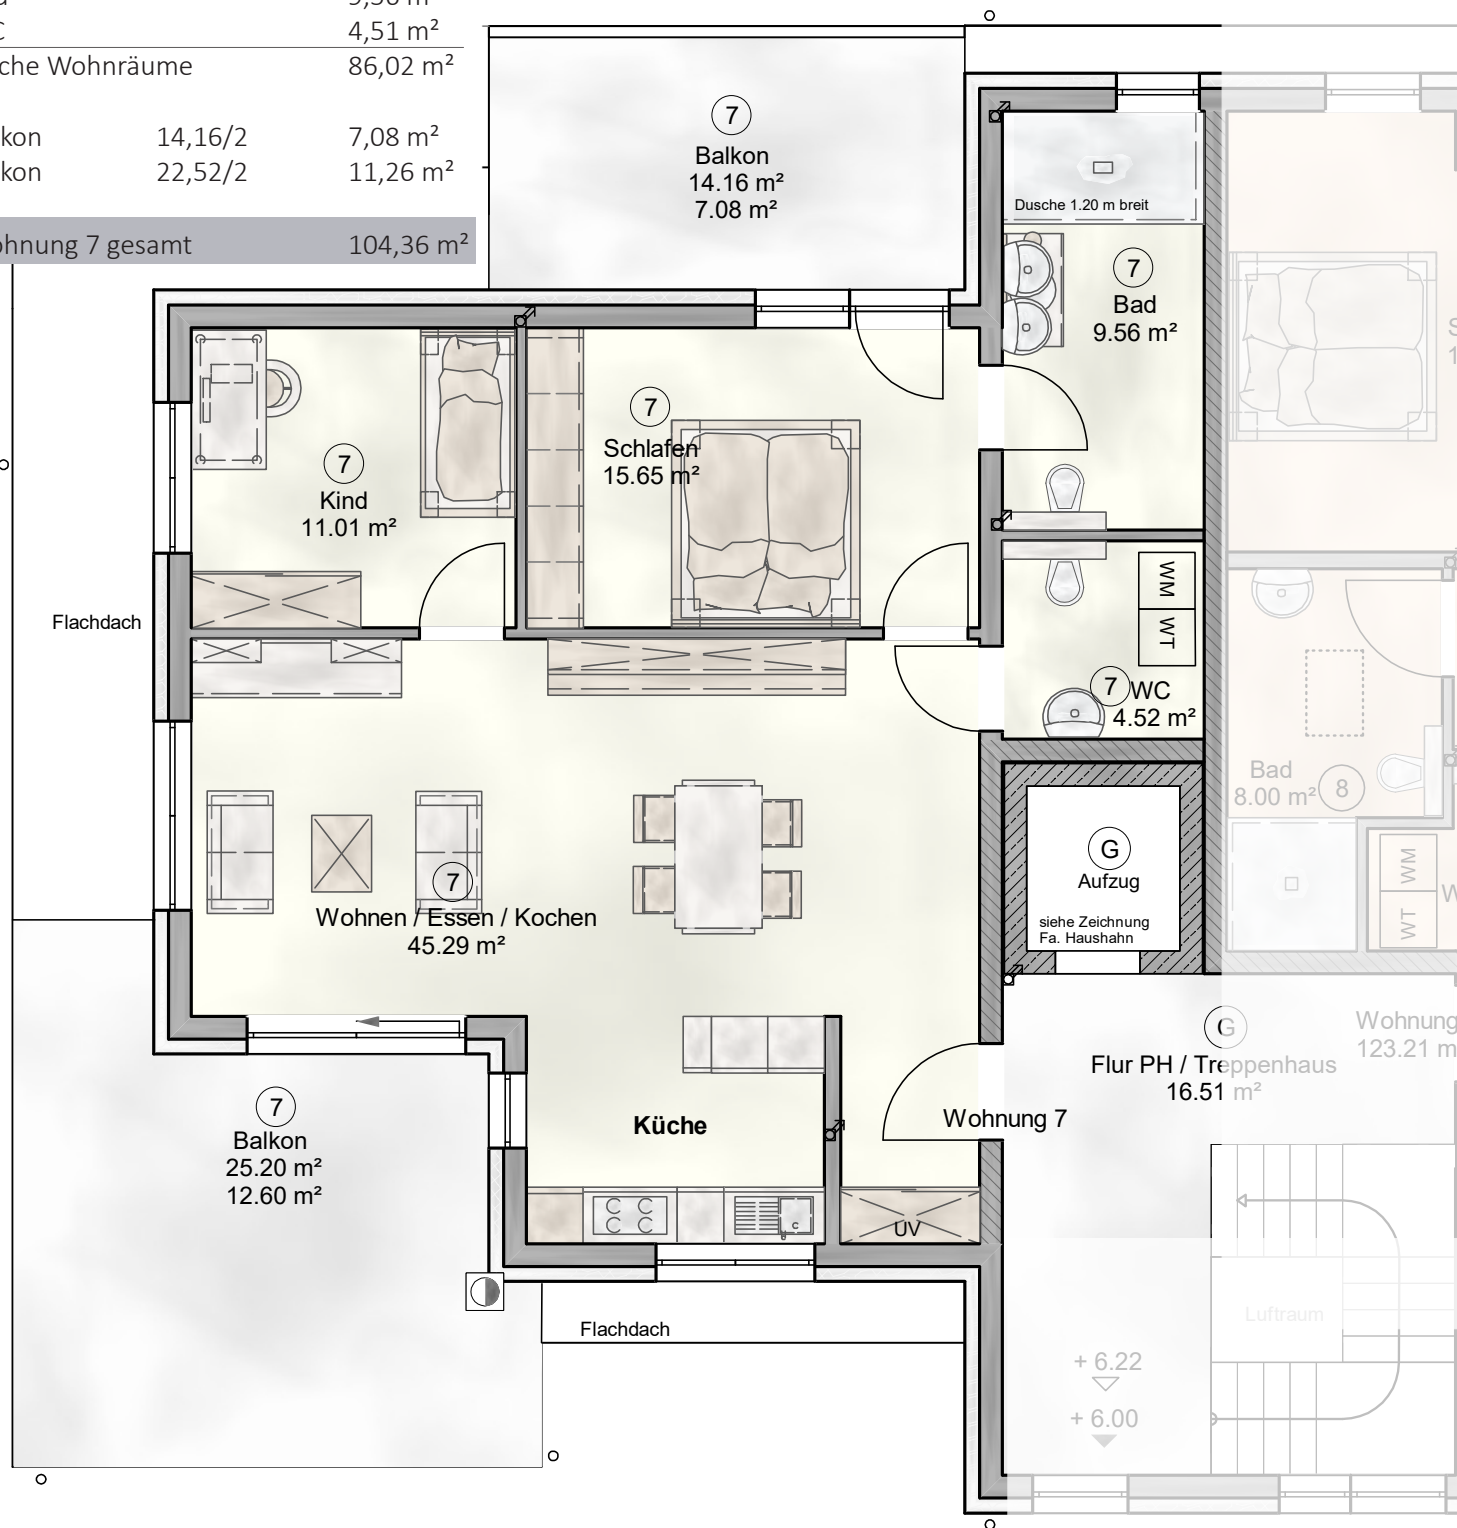 4,51 m²
che Wohnräume 86,02 m²
kon 14,16/2 7,08 m²
kon 22,52/2 11,26 m²
ohnung 7 gesamt 104,36 m²
7
Balkon
14.16 m²
7.08 m²
Dusche 1.20 m breit
7
Bad
9.56 m²
7
Schlafen
15.65 m²
7
Kind
11.01 m²
Flachdach
WM
WT
7 WC
4.52 m²
Bad
8.00 m² 8
WM
WT
7
Wohnen / Essen / Kochen
45.29 m²
G
Aufzug
siehe Zeichnung
Fa. Haushahn
G
Flur PH / Treppenhaus
16.51 m²
Wohnung
123.21 m
Küche
Wohnung 7
7
Balkon
25.20 m²
12.60 m²
UV
Flachdach
Luftraum
+ 6.22
+ 6.00